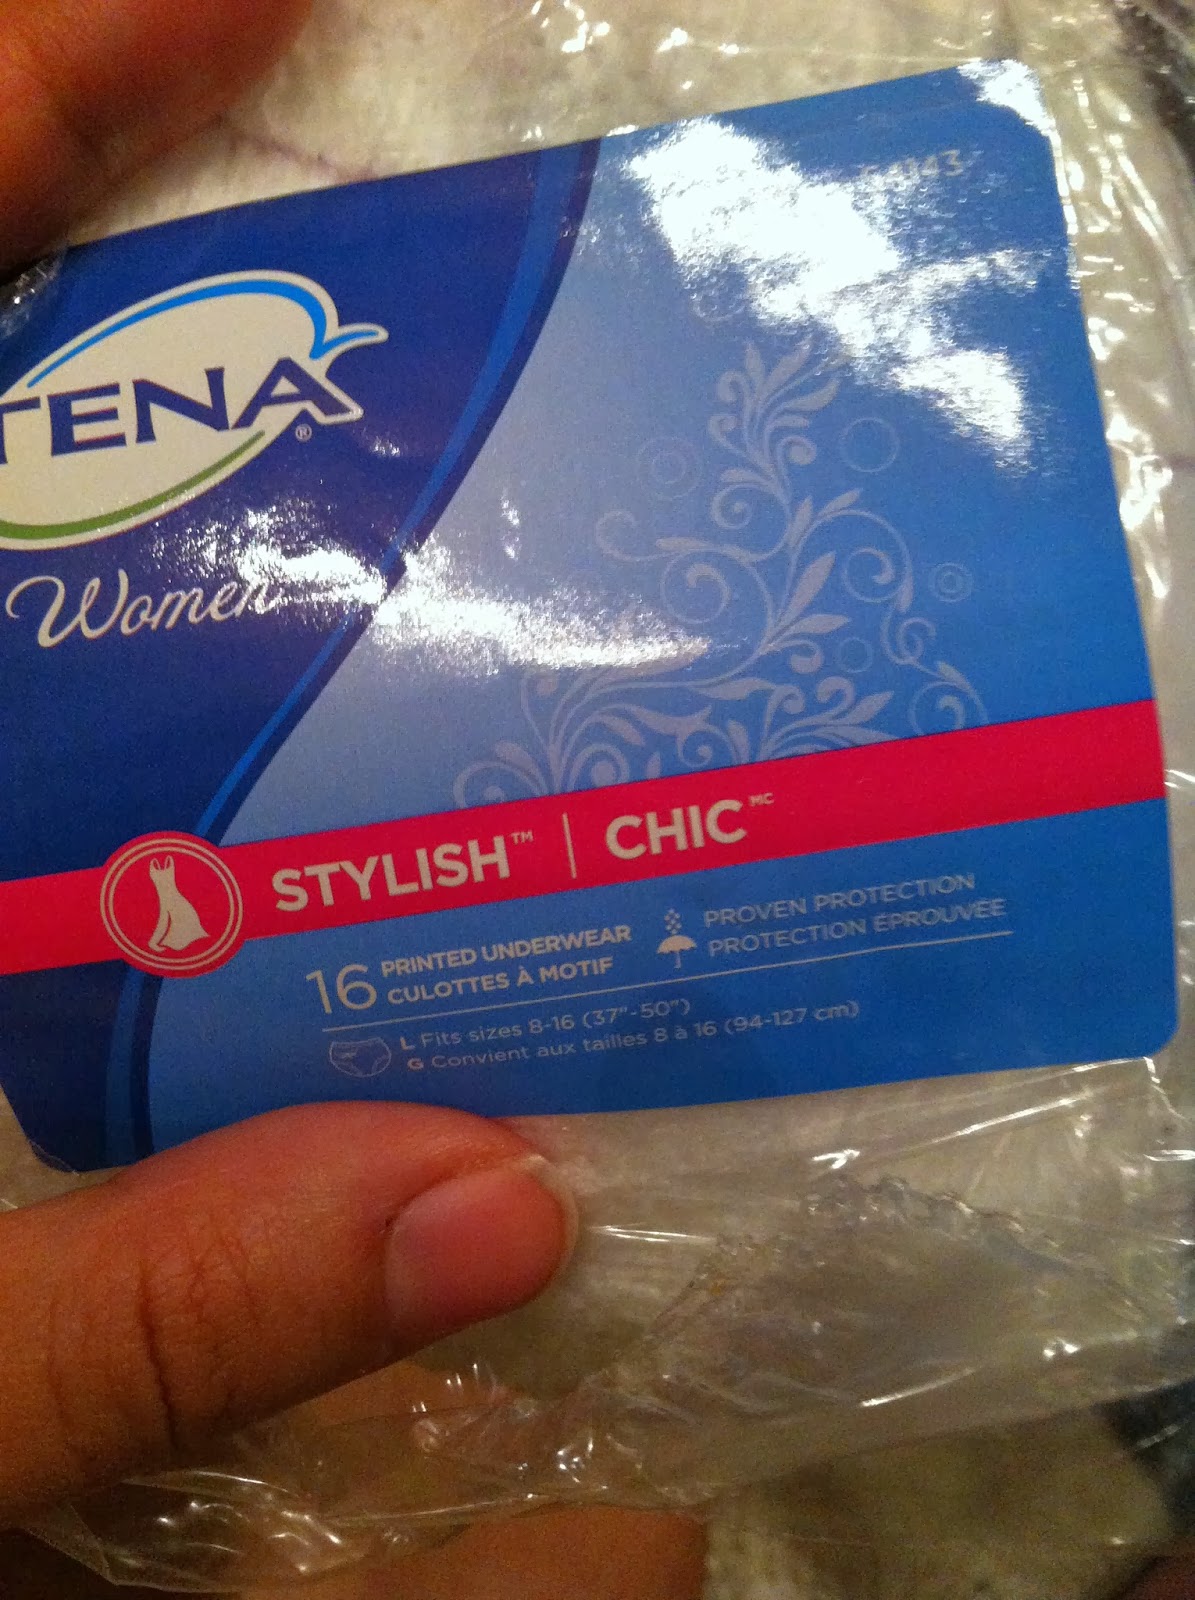 TENA®
Women
STYLISH™ | CHIC MC
16 PRINTED UNDERWEAR
CULOTTES À MOTIF
PROVEN PROTECTION
PROTECTION ÉPROUVÉE
L Fits sizes 8-16 (37"-50")
G Convient aux tailles 8 à 16 (94-127 cm)